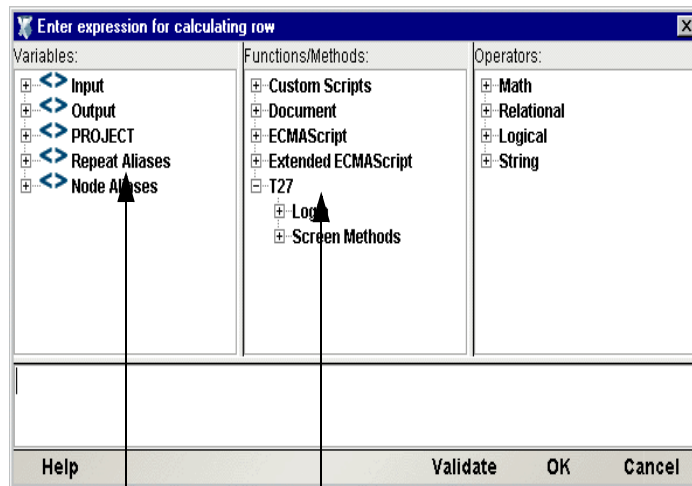 Enter expression for calculating row
Variables:
Input
Output
PROJECT
Repeat Aliases
Node Aliases
Functions/Methods:
Custom Scripts
Document
ECMAScript
Extended ECMAScript
T27
Login
Screen Methods
Operators:
Math
Relational
Logical
String
Help
Validate
OK
Cancel